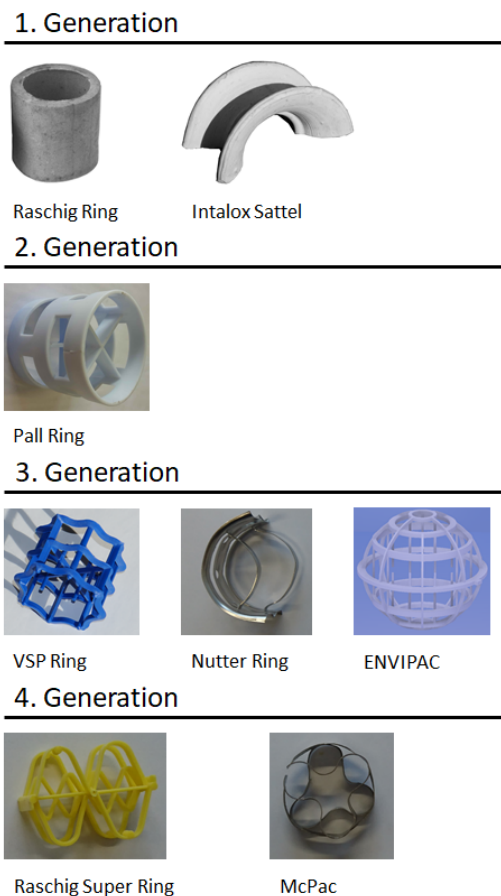 1. Generation
Raschig Ring
Intalox Sattel
2. Generation
Pall Ring
3. Generation
VSP Ring
Nutter Ring
ENVIPAC
4. Generation
Raschig Super Ring
McPac